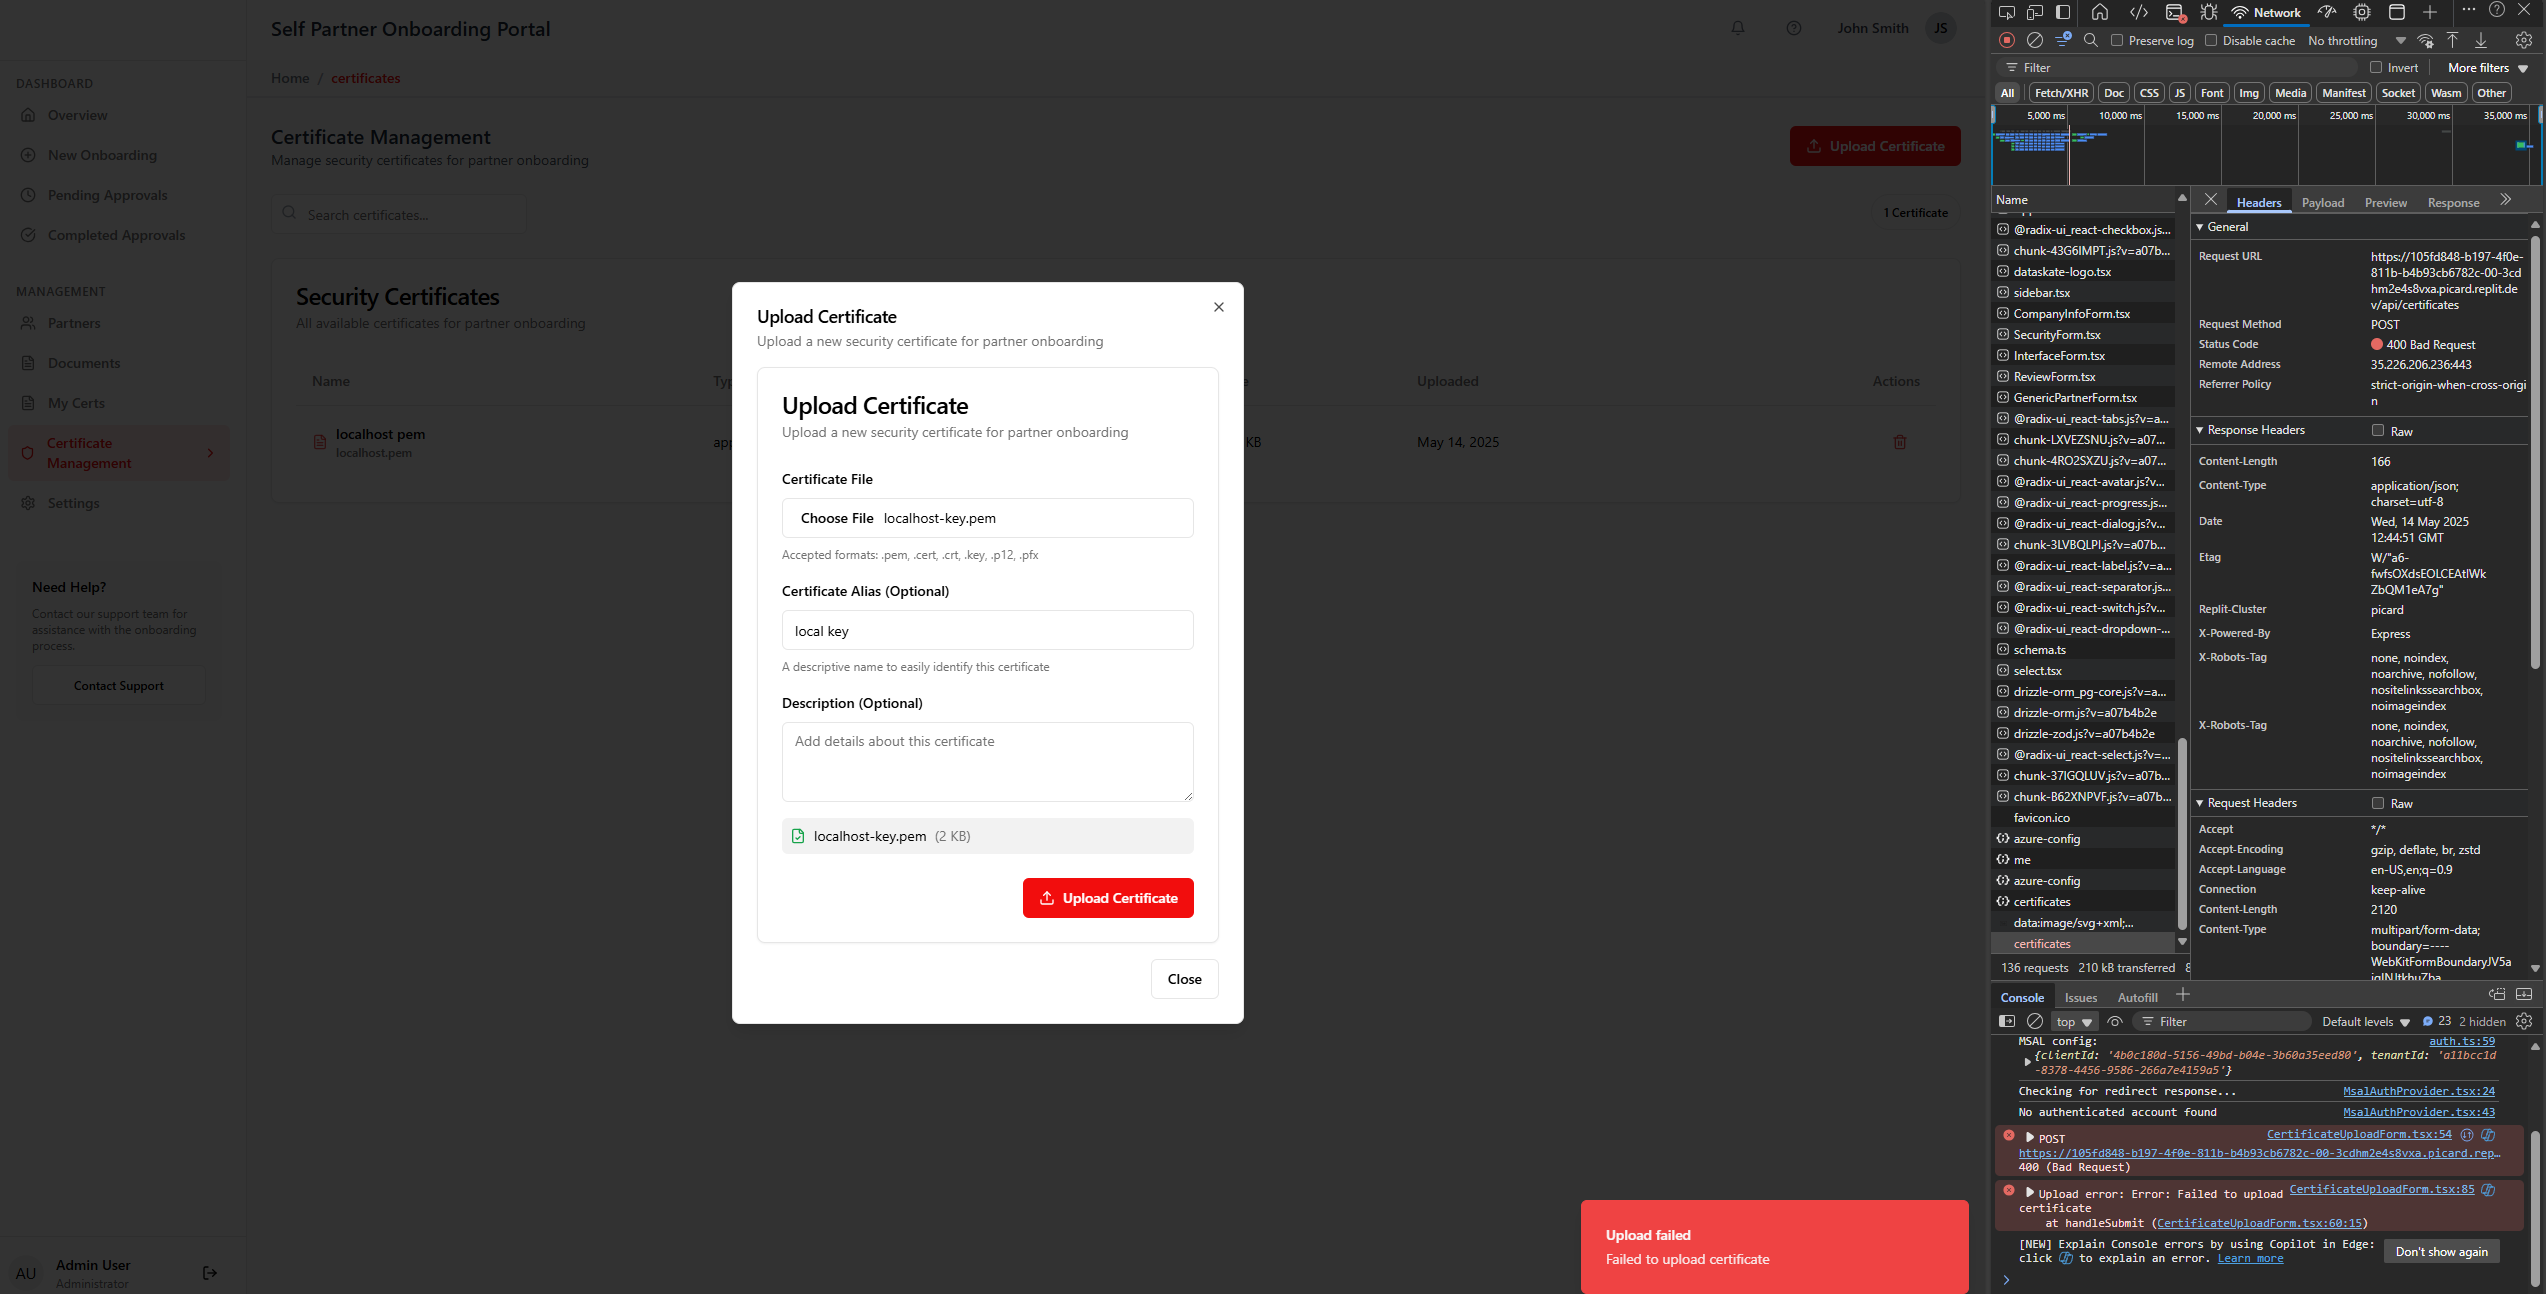 Self Partner Onboarding Portal
John Smith
JS
DASHBOARD
Overview
New Onboarding
Pending Approvals
Completed Approvals
MANAGEMENT
Partners
Documents
My Certs
Certificate
Management
Settings
Need Help?
Contact our support team for
assistance with the onboarding
process.
Contact Support
AU
Admin User
Administrator
Home / certificates
Certificate Management
Manage security certificates for partner onboarding
Upload Certificate
Search certificates...
1 Certificate
Security Certificates
All available certificates for partner onboarding
Name
Uploaded
Actions
localhost pem
localhost.pem
KB
May 14, 2025
Upload Certificate
Upload a new security certificate for partner onboarding
Upload Certificate
Upload a new security certificate for partner onboarding
Certificate File
Choose File localhost-key.pem
Accepted formats: .pem, .cert, .crt, .key, .p12, .pfx
Certificate Alias (Optional)
local key
A descriptive name to easily identify this certificate
Description (Optional)
Add details about this certificate
localhost-key.pem (2 KB)
Upload Certificate
Close
Upload failed
Failed to upload certificate
Network
Preserve log
Disable cache
No throttling
Filter
Invert
More filters
All
Fetch/XHR
Doc
CSS
JS
Font
Img
Media
Manifest
Socket
Wasm
Other
5,000 ms
10,000 ms
15,000 ms
20,000 ms
25,000 ms
30,000 ms
35,000 ms
Name
@radix-ui_react-checkbox.js...
chunk-43G6IMPT.js?v=a07b...
dataskate-logo.tsx
sidebar.tsx
CompanyInfoForm.tsx
SecurityForm.tsx
InterfaceForm.tsx
ReviewForm.tsx
GenericPartnerForm.tsx
@radix-ui_react-tabs.js?v=a...
chunk-LXVEZSNU.js?v=a07...
chunk-4RO2SXZU.js?v=a07...
@radix-ui_react-avatar.js?v...
@radix-ui_react-progress.js...
@radix-ui_react-dialog.js?v...
chunk-3LVBQLPI.js?v=a07b...
@radix-ui_react-label.js?v=a...
@radix-ui_react-separator.js...
@radix-ui_react-switch.js?v...
@radix-ui_react-dropdown-...
schema.ts
select.tsx
drizzle-orm_pg-core.js?v=a...
drizzle-orm.js?v=a07b4b2e
drizzle-zod.js?v=a07b4b2e
@radix-ui_react-select.js?v=...
chunk-37IGQLUV.js?v=a07b...
chunk-B62XNPVF.js?v=a07b...
favicon.ico
azure-config
me
azure-config
certificates
data:image/svg+xml;...
certificates
136 requests 210 kB transferred 8
Headers
Payload
Preview
Response
General
Request URL
https://105fd848-b197-4f0e-
811b-b4b93cb6782c-00-3cd
hm2e4s8vxa.picard.replit.de
v/api/certificates
Request Method
POST
Status Code
400 Bad Request
Remote Address
35.226.206.236:443
Referrer Policy
strict-origin-when-cross-origi
n
Response Headers
Raw
Content-Length
166
Content-Type
application/json;
charset=utf-8
Date
Wed, 14 May 2025
12:44:51 GMT
Etag
W/"a6-
fwfsOXdsEOLCEAtlWk
ZbQM1eA7g"
Replit-Cluster
picard
X-Powered-By
Express
X-Robots-Tag
none, noindex,
noarchive, nofollow,
nositelinkssearchbox,
noimageindex
X-Robots-Tag
none, noindex,
noarchive, nofollow,
nositelinkssearchbox,
noimageindex
Request Headers
Raw
Accept
*/*
Accept-Encoding
gzip, deflate, br, zstd
Accept-Language
en-US,en;q=0.9
Connection
keep-alive
Content-Length
2120
Content-Type
multipart/form-data;
boundary=----
WebKitFormBoundaryJV5a
Console
Issues
Autofill
top
Filter
Default levels
23
2 hidden
MSAL config:
auth.ts:59
{clientId: '4b0c180d-5156-49bd-b04e-3b60a35eed80', tenantId: 'a11bcc1d
-8378-4456-9586-266a7e4159a5'}
Checking for redirect response...
MsalAuthProvider.tsx:24
No authenticated account found
MsalAuthProvider.tsx:43
POST
CertificateUploadForm.tsx:54
https://105fd848-b197-4f0e-811b-b4b93cb6782c-00-3cdhm2e4s8vxa.picard.rep...
400 (Bad Request)
Upload error: Error: Failed to upload
CertificateUploadForm.tsx:85
certificate
at handleSubmit (CertificateUploadForm.tsx:60:15)
[NEW] Explain Console errors by using Copilot in Edge:
click to explain an error. Learn more
Don't show again